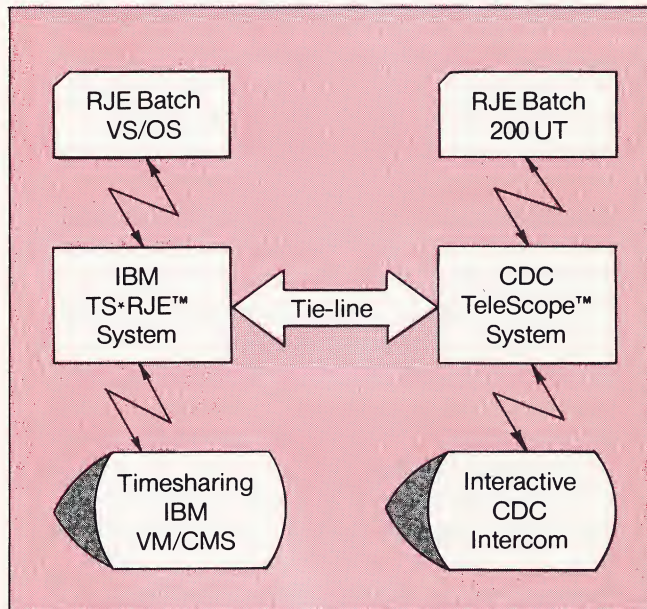 RJE Batch
VS/OS
RJE Batch
200 UT
IBM
TS*RJE™
System
Tie-line
CDC
TeleScope™
System
Timesharing
IBM
VM/CMS
Interactive
CDC
Intercom